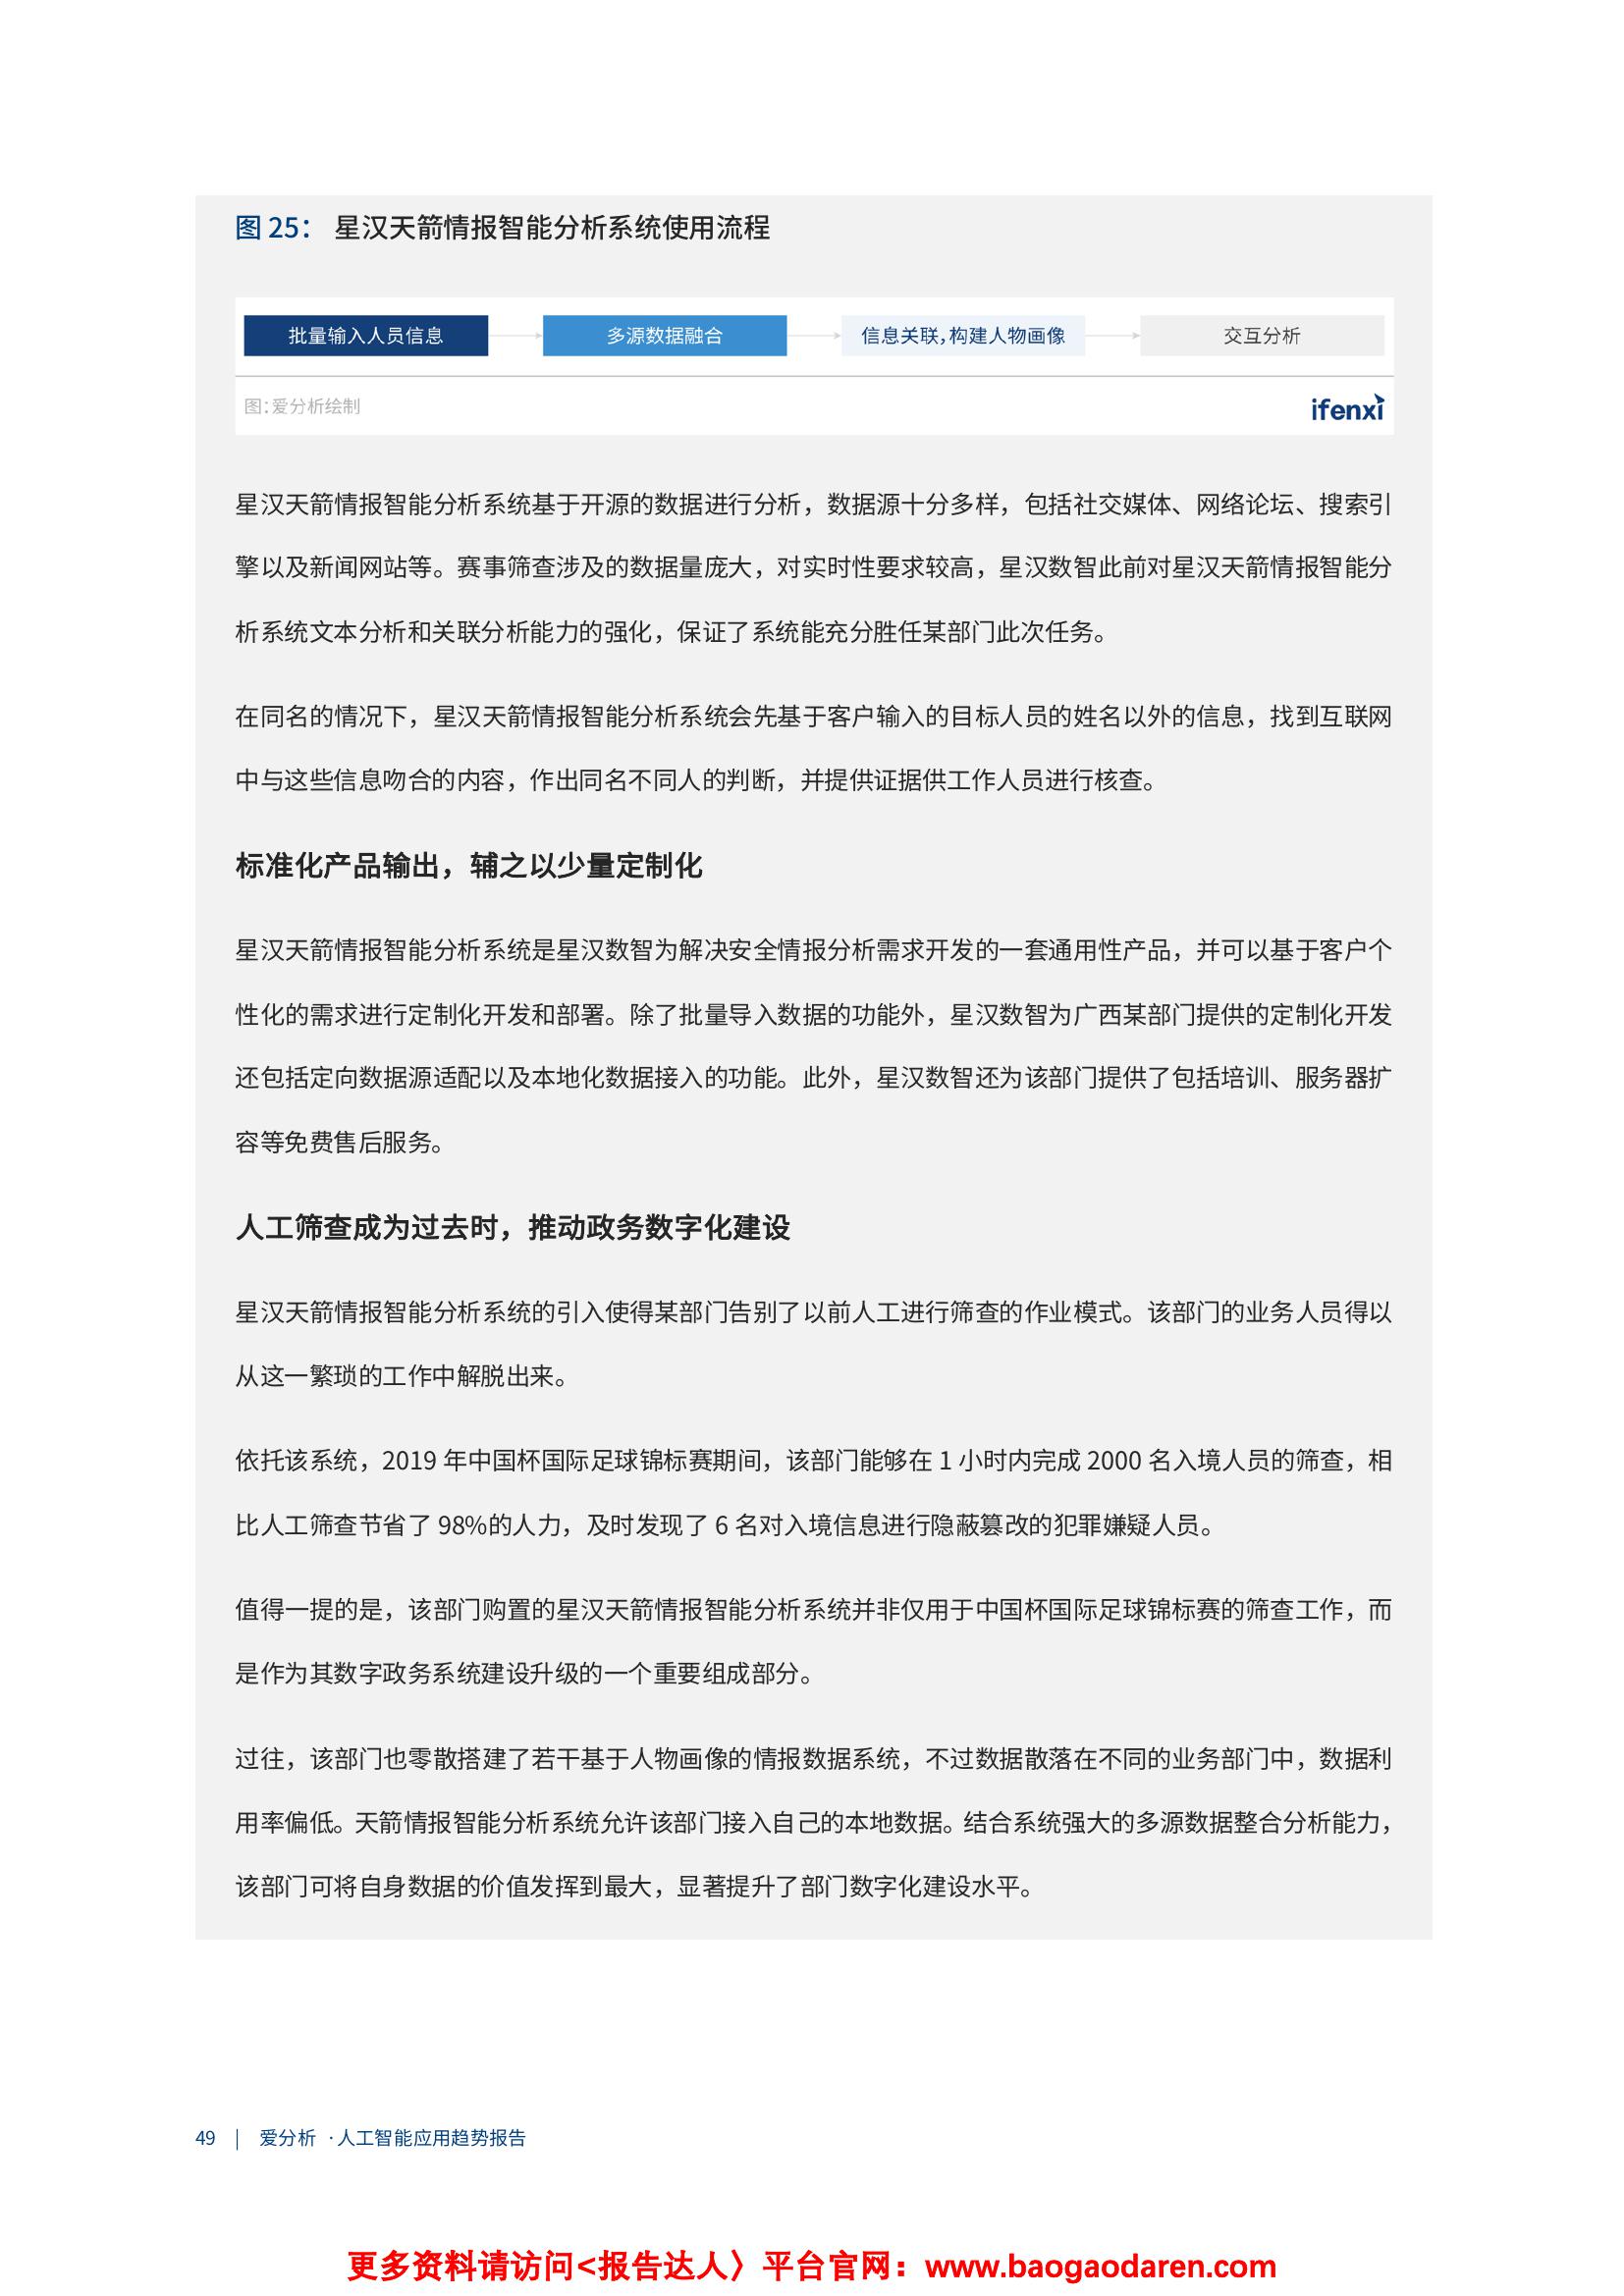 图 25： 星汉天箭情报智能分析系统使用流程
批量输入人员信息
多源数据融合
信息关联，构建人物画像
交互分析
图：爱分析绘制
ifenxi
星汉天箭情报智能分析系统基于开源的数据进行分析，数据源十分多样，包括社交媒体、网络论坛、搜索引
擎以及新闻网站等。赛事筛查涉及的数据量庞大，对实时性要求较高，星汉数智此前对星汉天箭情报智能分
析系统文本分析和关联分析能力的强化，保证了系统能充分胜任某部门此次任务。
在同名的情况下，星汉天箭情报智能分析系统会先基于客户输入的目标人员的姓名以外的信息，找到互联网
中与这些信息吻合的内容，作出同名不同人的判断，并提供证据供工作人员进行核查。
标准化产品输出，辅之以少量定制化
星汉天箭情报智能分析系统是星汉数智为解决安全情报分析需求开发的一套通用性产品，并可以基于客户个
性化的需求进行定制化开发和部署。除了批量导入数据的功能外，星汉数智为广西某部门提供的定制化开发
还包括定向数据源适配以及本地化数据接入的功能。此外，星汉数智还为该部门提供了包括培训、服务器扩
容等免费售后服务。
人工筛查成为过去时，推动政务数字化建设
星汉天箭情报智能分析系统的引入使得某部门告别了以前人工进行筛查的作业模式。该部门的业务人员得以
从这一繁琐的工作中解脱出来。
依托该系统，2019 年中国杯国际足球锦标赛期间，该部门能够在 1 小时内完成 2000 名入境人员的筛查，相
比人工筛查节省了 98%的人力，及时发现了 6 名对入境信息进行隐蔽篡改的犯罪嫌疑人员。
值得一提的是，该部门购置的星汉天箭情报智能分析系统并非仅用于中国杯国际足球锦标赛的筛查工作，而
是作为其数字政务系统建设升级的一个重要组成部分。
过往，该部门也零散搭建了若干基于人物画像的情报数据系统，不过数据散落在不同的业务部门中，数据利
用率偏低。天箭情报智能分析系统允许该部门接入自己的本地数据。结合系统强大的多源数据整合分析能力，
该部门可将自身数据的价值发挥到最大，显著提升了部门数字化建设水平。
49 | 爱分析 ·人工智能应用趋势报告
更多资料请访问<报告达人〉平台官网：www.baogaodaren.com